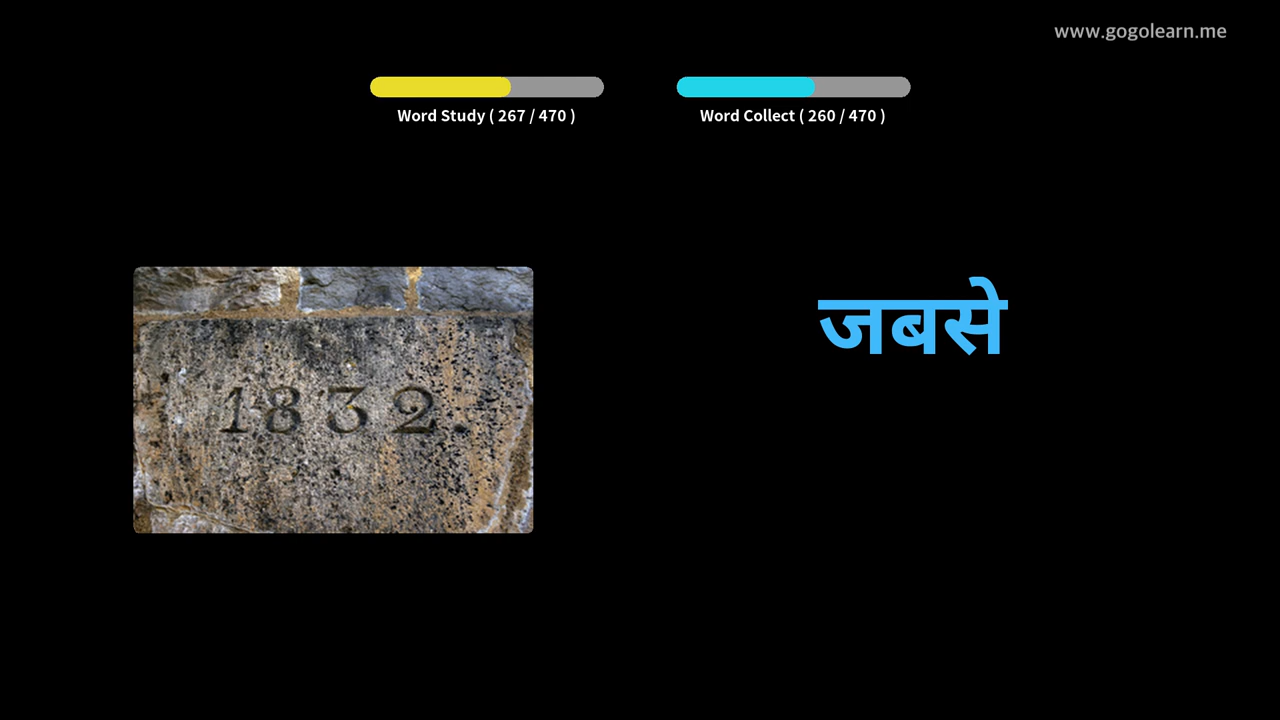 www.gogolearn.me
Word Study ( 267 / 470 )
Word Collect ( 260 / 470 )
जबसे
1832.